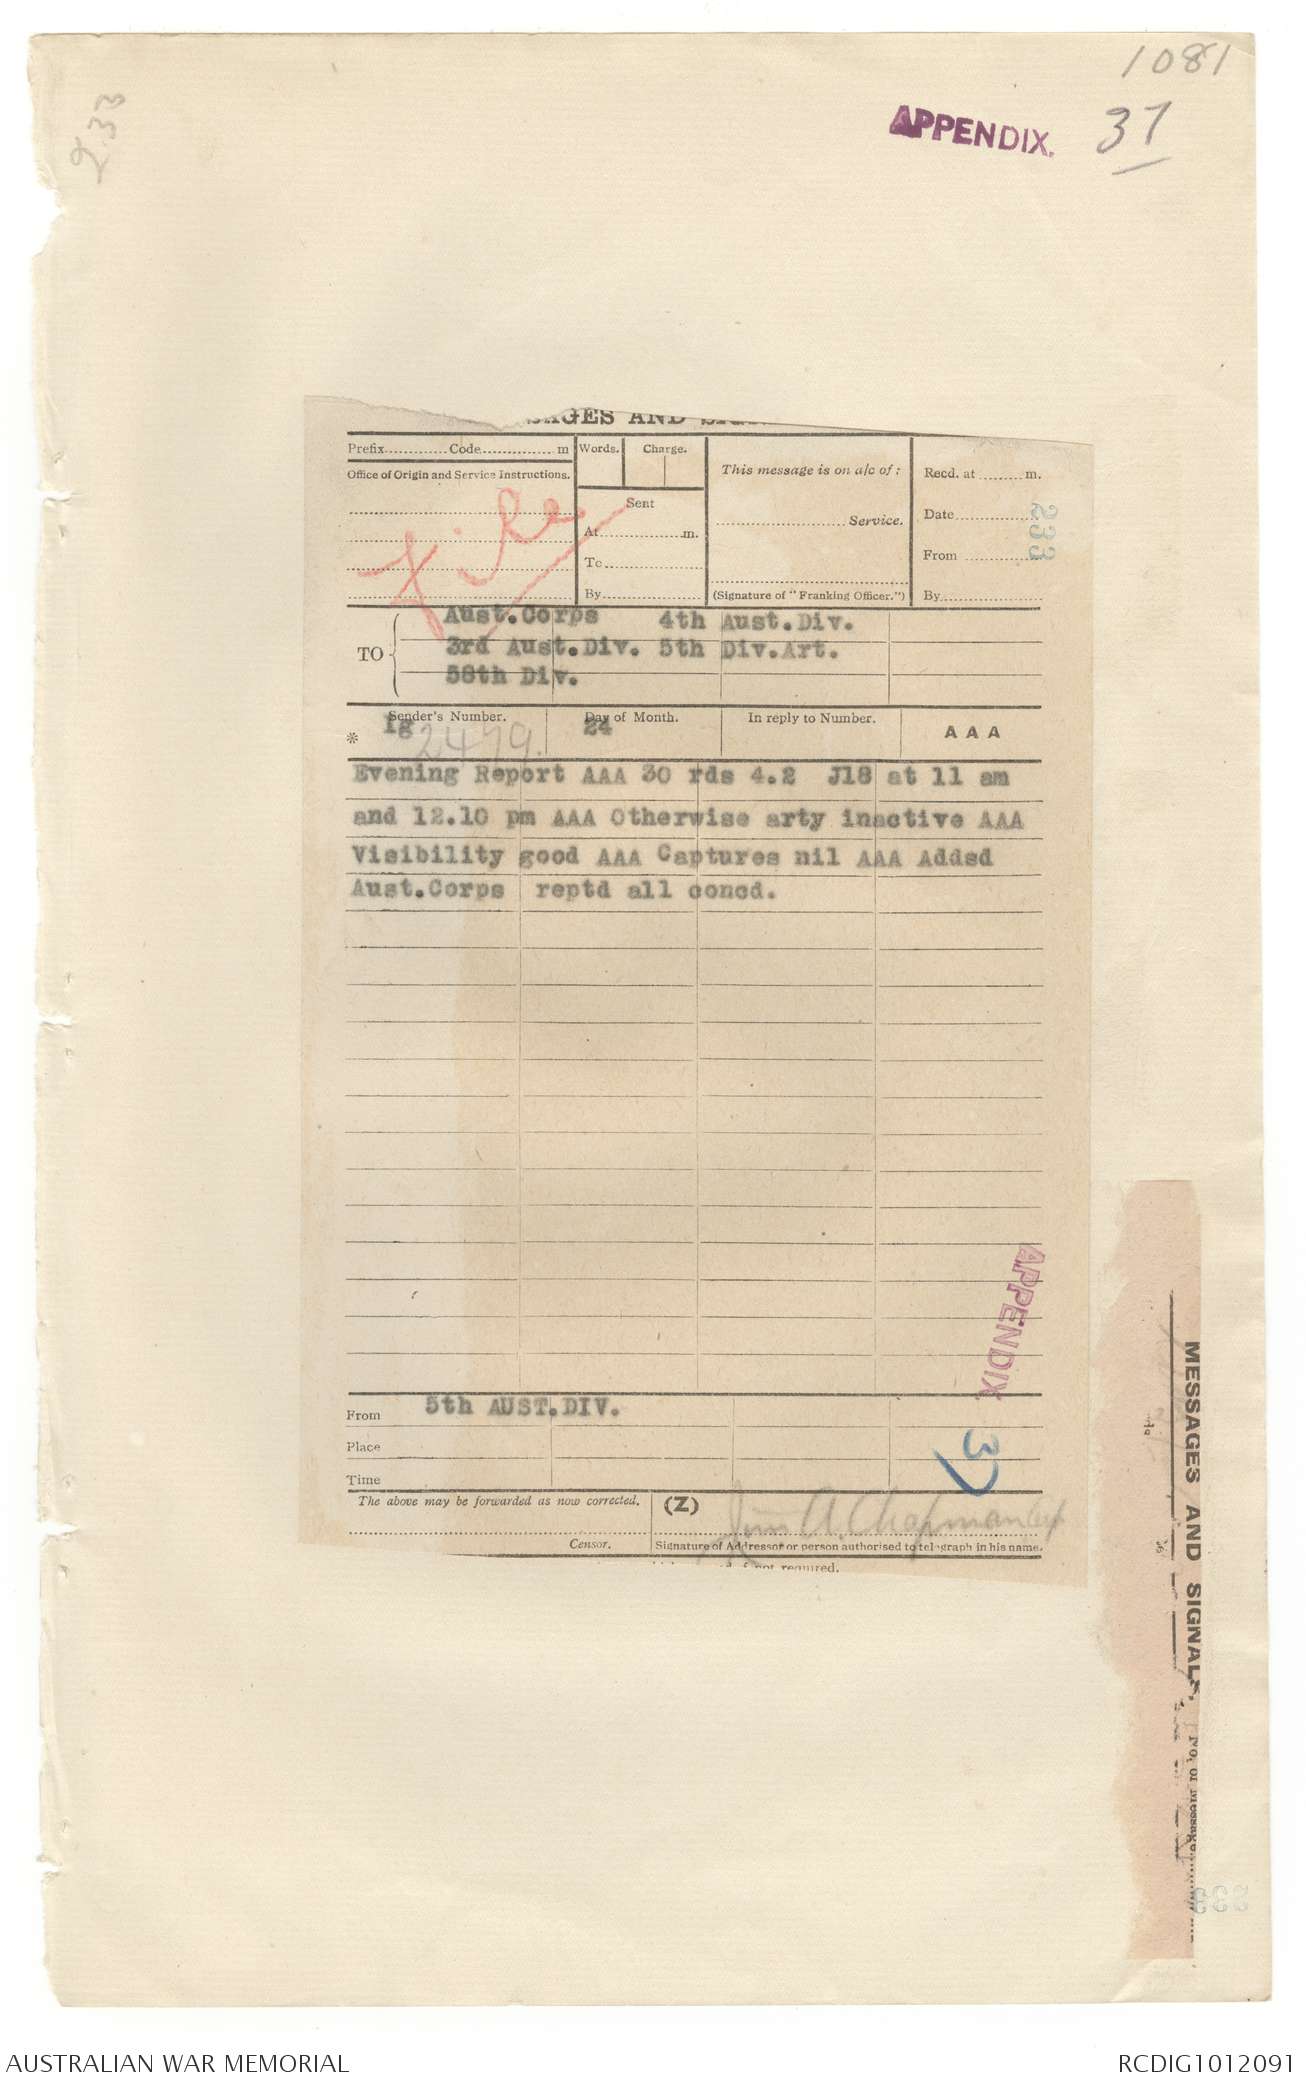 1081
APPENDIX. 37
233
Prefix............Code...............m
Words. Charge.
This message is on a/c of :
Recd. at ........m.
Office of Origin and Service Instructions.
File
Sent
At...............m.
To
By
Service.
(Signature of "Franking Officer.")
Date
From
By
233
TO
Aust.Corps 4th Aust.Div.
3rd Aust.Div. 5th Div.Art.
58th Div.
Sender's Number. Day of Month. In reply to Number. AAA
* Ig 2479. 24
Evening Report AAA 30 rds 4.2 J18 at 11 am
and 12.10 pm AAA Otherwise arty inactive AAA
Visibility good AAA Captures nil AAA Added
Aust.Corps reptd all concd.
APPENDIX
37
From 5th AUST.DIV.
Place
Time
The above may be forwarded as now corrected. (Z)
A. Chapman
Censor. Signature of Addressor or person authorised to telegraph in his name.
not required.
MESSAGES AND SIGNALS.
233
AUSTRALIAN WAR MEMORIAL RCDIG1012091